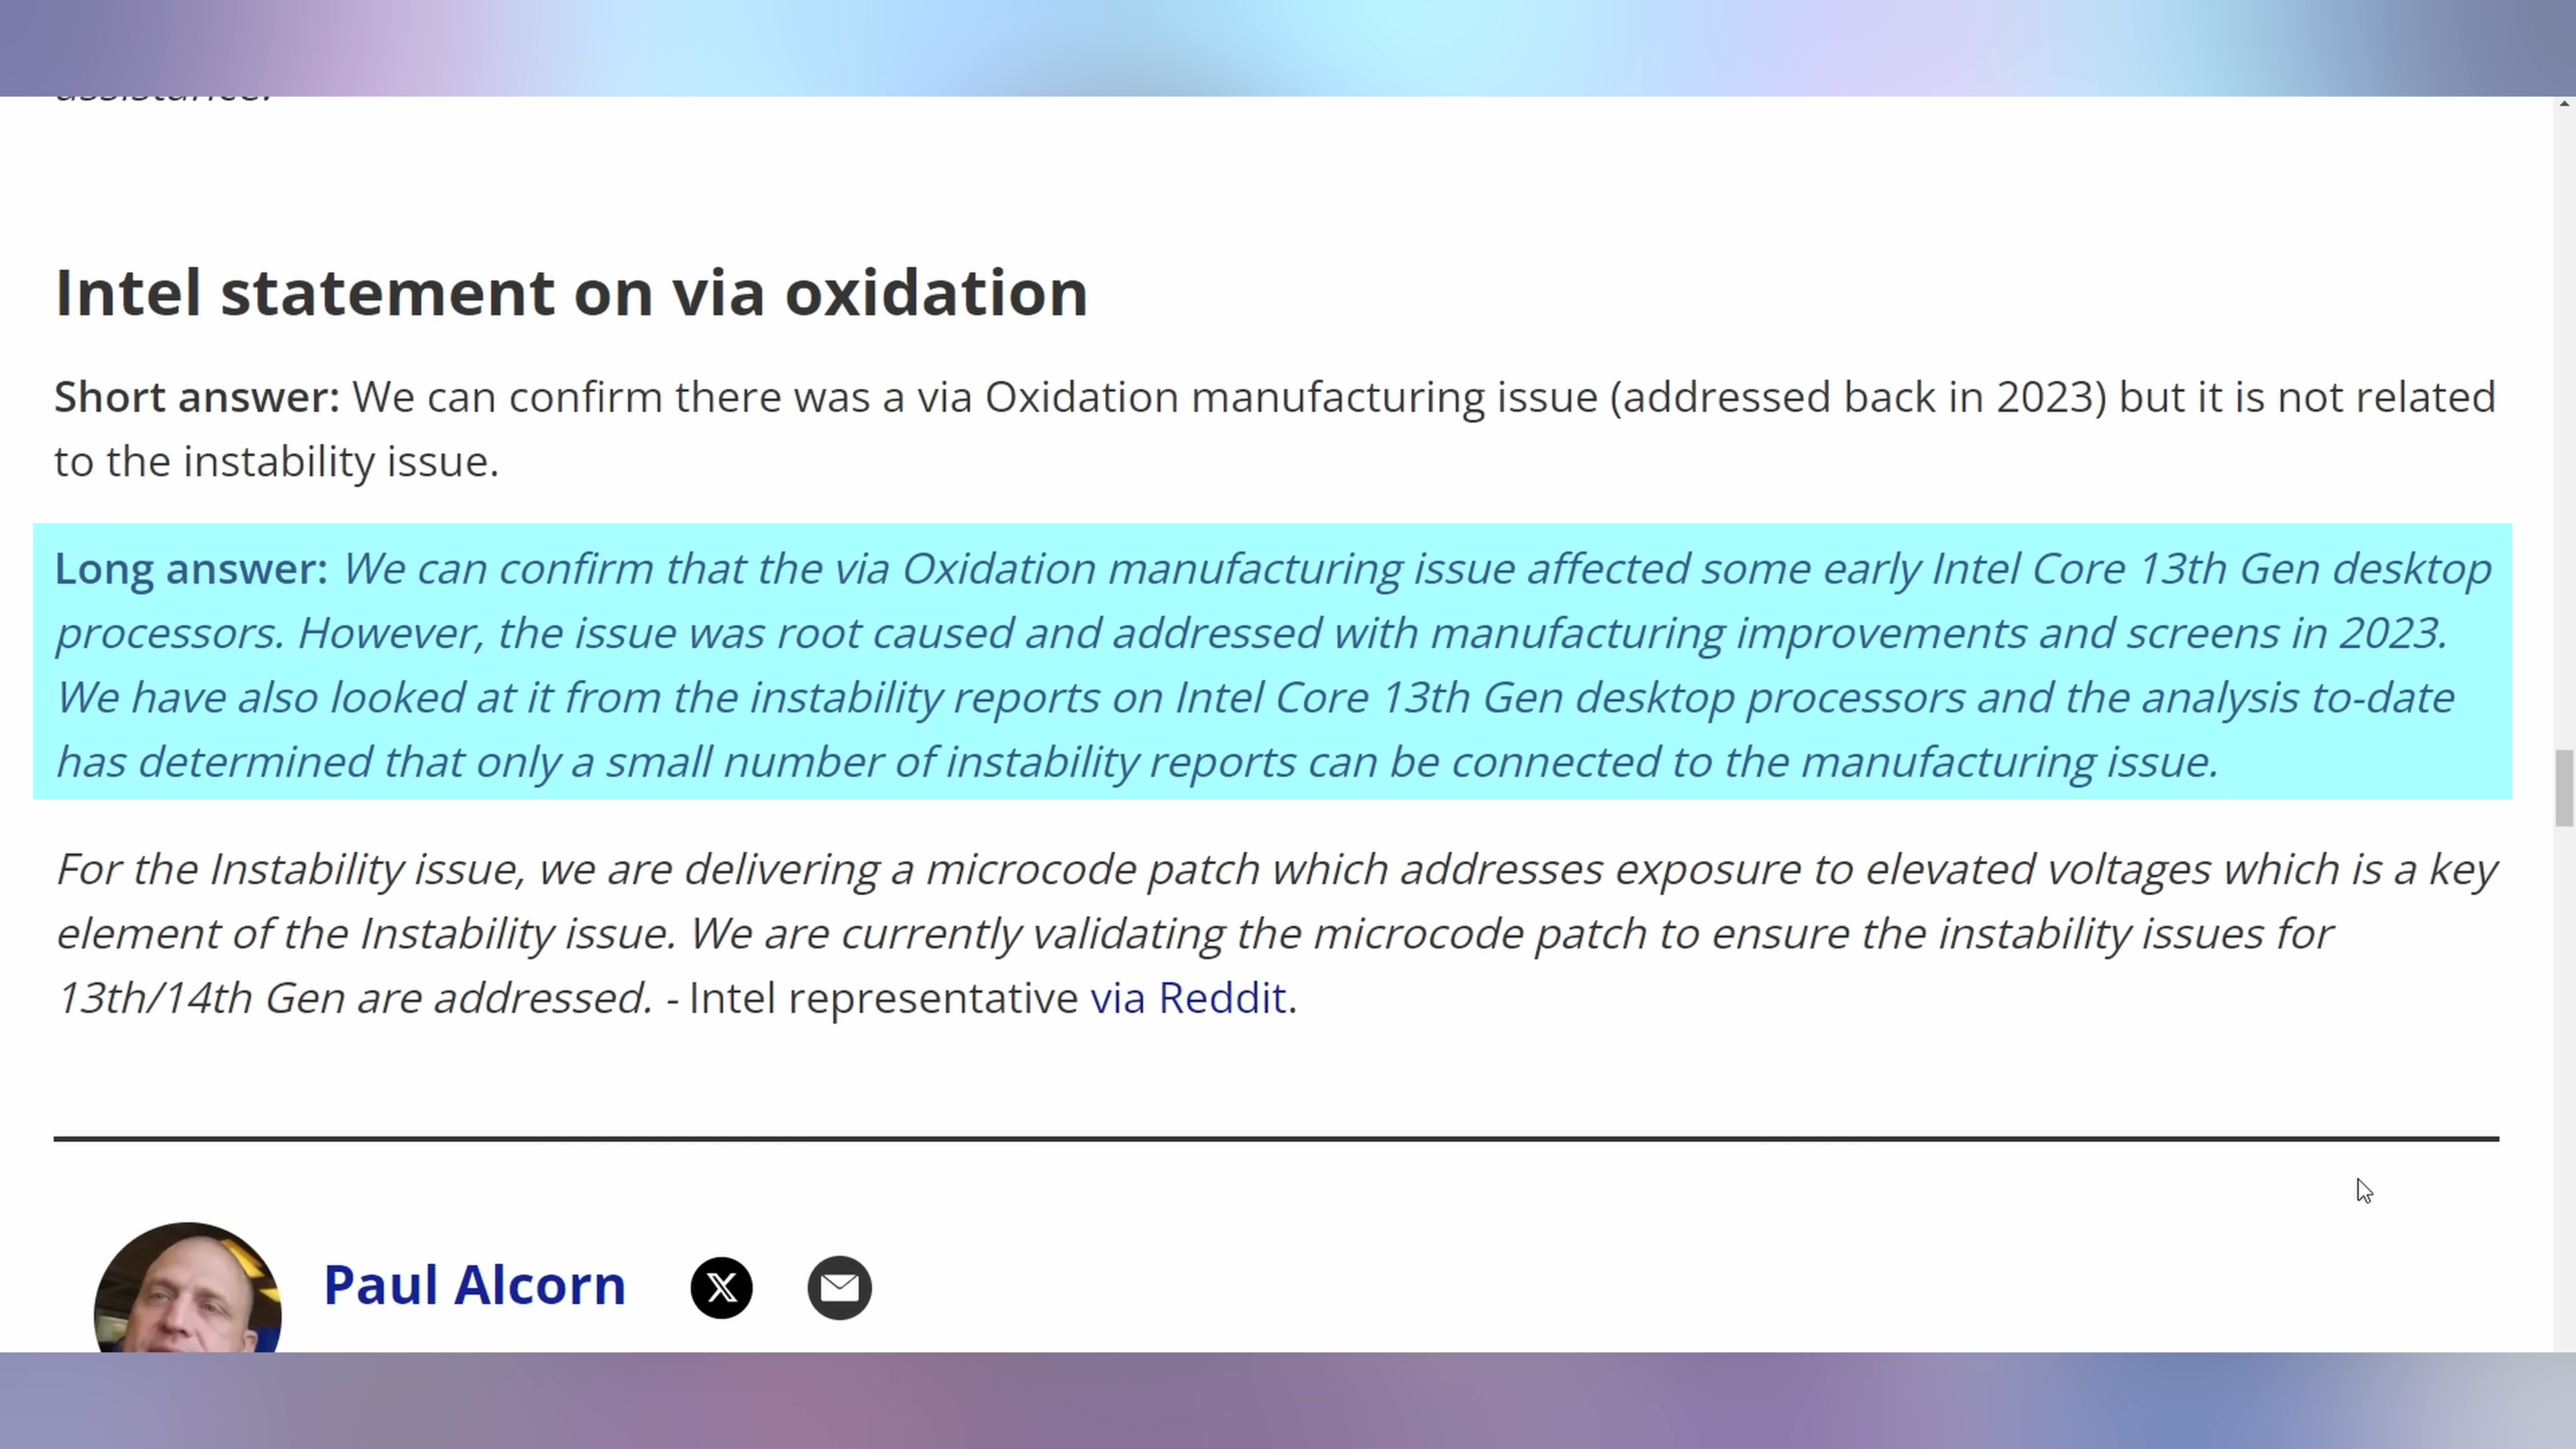 assistance.
Intel statement on via oxidation
Short answer: We can confirm there was a via Oxidation manufacturing issue (addressed back in 2023) but it is not related
to the instability issue.
Long answer: We can confirm that the via Oxidation manufacturing issue affected some early Intel Core 13th Gen desktop
processors. However, the issue was root caused and addressed with manufacturing improvements and screens in 2023.
We have also looked at it from the instability reports on Intel Core 13th Gen desktop processors and the analysis to-date
has determined that only a small number of instability reports can be connected to the manufacturing issue.
For the Instability issue, we are delivering a microcode patch which addresses exposure to elevated voltages which is a key
element of the Instability issue. We are currently validating the microcode patch to ensure the instability issues for
13th/14th Gen are addressed. - Intel representative via Reddit.
Paul Alcorn